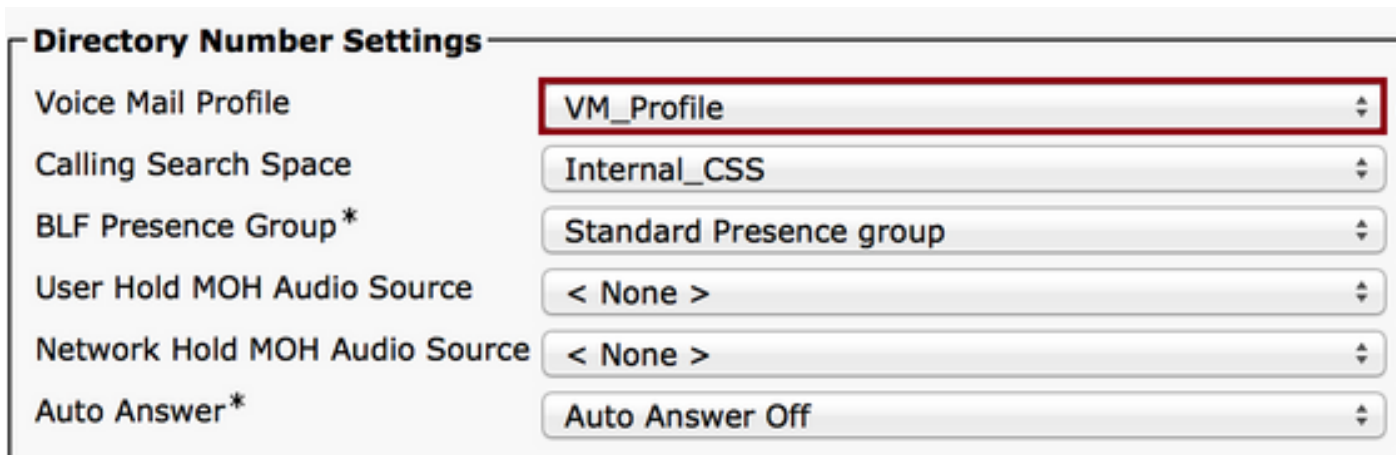 Directory Number Settings
Voice Mail Profile VM_Profile
Calling Search Space Internal_CSS
BLF Presence Group* Standard Presence group
User Hold MOH Audio Source < None >
Network Hold MOH Audio Source < None >
Auto Answer* Auto Answer Off